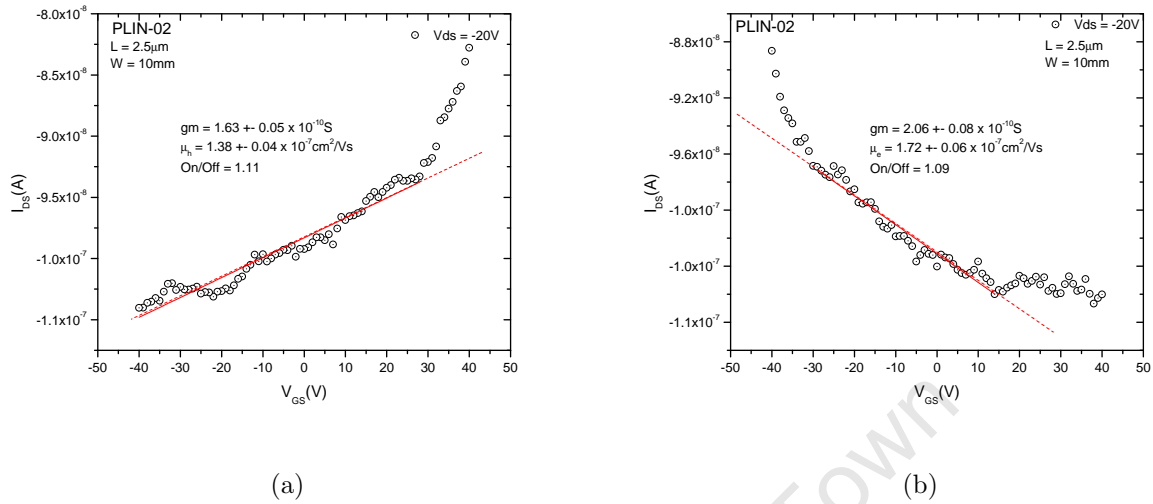 PLIN-02
L = 2.5μm
W = 10mm
Vds = -20V
gm = 1.63 +- 0.05 x 10⁻¹⁰S
μₕ = 1.38 +- 0.04 x 10⁻⁷cm²/Vs
On/Off = 1.11
-8.0x10⁻⁸
-8.5x10⁻⁸
-9.0x10⁻⁸
-9.5x10⁻⁸
-1.0x10⁻⁷
-1.1x10⁻⁷
I_DS(A)
-50 -40 -30 -20 -10 0 10 20 30 40 50
V_GS(V)
(a)
PLIN-02
Vds = -20V
L = 2.5μm
W = 10mm
gm = 2.06 +- 0.08 x 10⁻¹⁰S
μₑ = 1.72 +- 0.06 x 10⁻⁷cm²/Vs
On/Off = 1.09
-8.8x10⁻⁸
-9.2x10⁻⁸
-9.6x10⁻⁸
-1.0x10⁻⁷
-1.0x10⁻⁷
-1.1x10⁻⁷
I_DS(A)
-50 -40 -30 -20 -10 0 10 20 30 40 50
V_GS(V)
(b)
Town